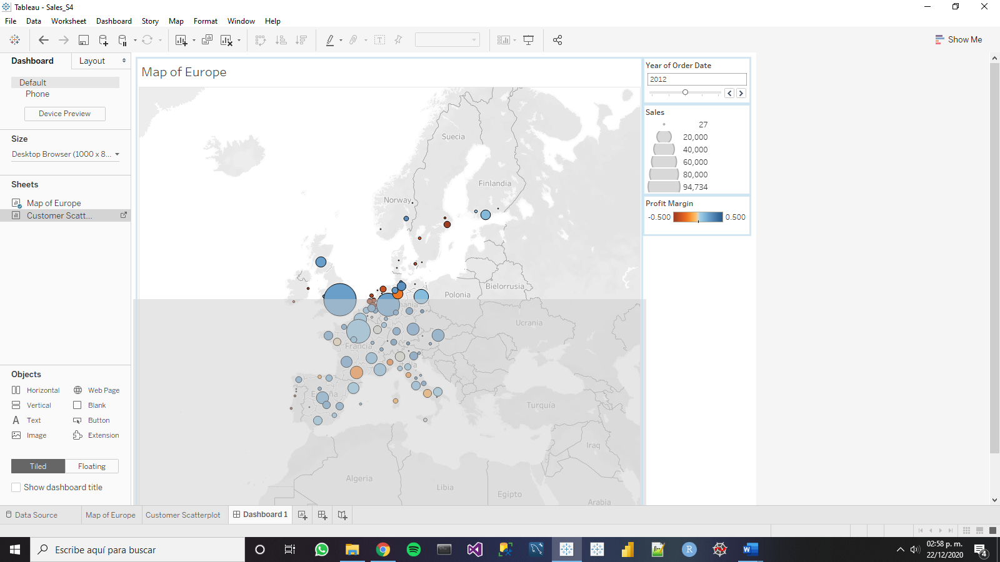 Tableau - Sales_S4
File Data Worksheet Dashboard Story Map Format Window Help
Show Me
Dashboard Layout
Default
Phone
Device Preview
Size
Desktop Browser (1000 x 8...
Sheets
Map of Europe
Customer Scatt...
Objects
Horizontal Web Page
Vertical Blank
Text Button
Image Extension
Tiled Floating
Show dashboard title
Map of Europe
Suecia
Finlandia
Norway
Polonia
Bielorrusia
Ucrania
Francia
Turquía
Iraq
Algeria
Libia
Egipto
Arabia
Year of Order Date
2012
Sales
27
20,000
40,000
60,000
80,000
94,734
Profit Margin
-0.500 0.500
Data Source Map of Europe Customer Scatterplot Dashboard 1
Escribe aquí para buscar
02:58 p. m.
22/12/2020
4